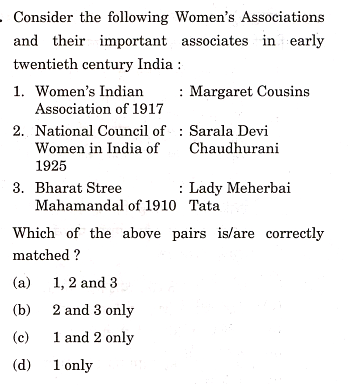 . Consider the following Women's Associations
and their important associates in early
twentieth century India :
1. Women's Indian : Margaret Cousins
Association of 1917
2. National Council of : Sarala Devi
Women in India of Chaudhurani
1925
3. Bharat Stree : Lady Meherbai
Mahamandal of 1910 Tata
Which of the above pairs is/are correctly
matched ?
(a) 1, 2 and 3
(b) 2 and 3 only
(c) 1 and 2 only
(d) 1 only